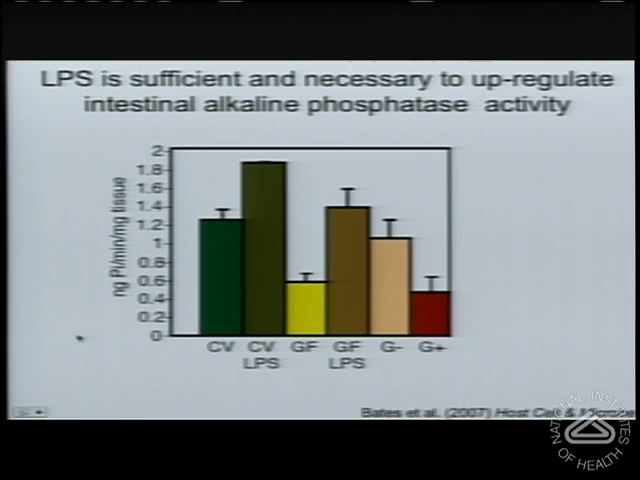 LPS is sufficient and necessary to up-regulate
intestinal alkaline phosphatase activity
ng Pi/min/mg tissue
2
1.8
1.6
1.4
1.2
1
0.8
0.6
0.4
0.2
0
CV CV GF GF G- G+
LPS LPS
Bates et al. (2007) Host Cell & Microbe
NATIONAL INSTITUTES
OF HEALTH